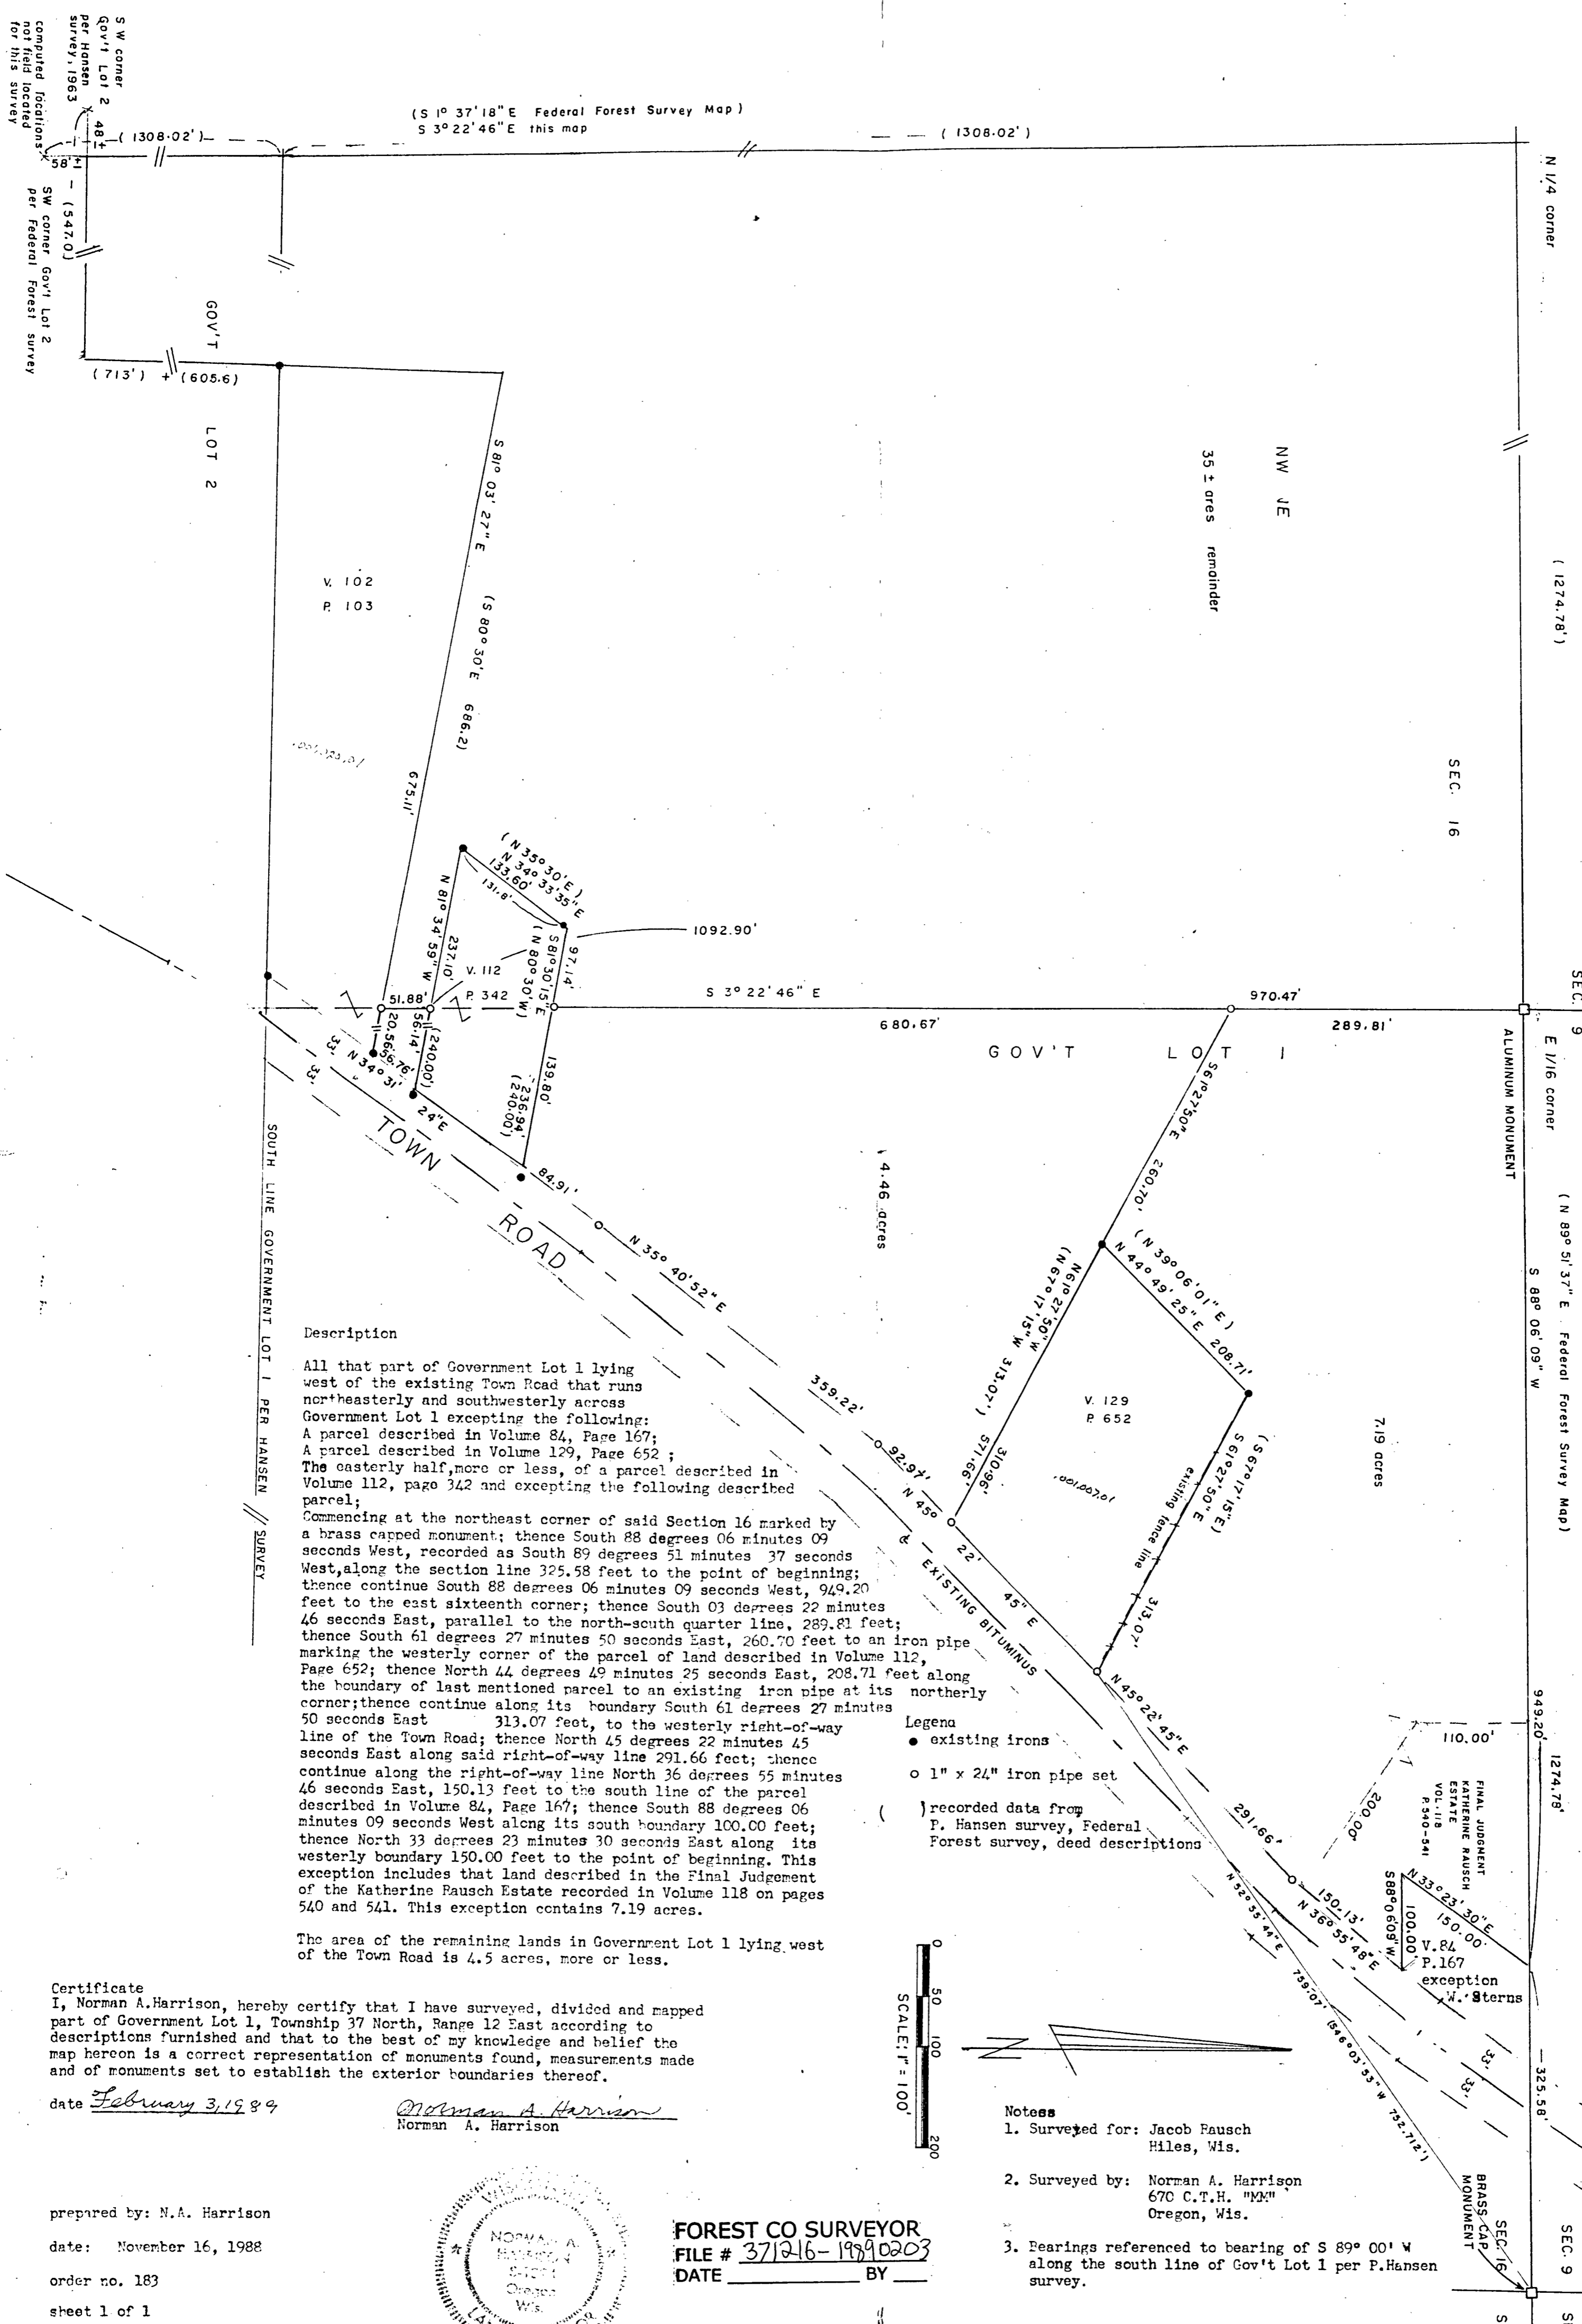 S W corner
Gov't Lot 2
per Hansen
survey, 1963
computed locations
not field located
for this survey
48'±
58'±
( 1308.02' )
(S 1° 37' 18" E Federal Forest Survey Map )
S 3° 22' 46" E this map
( 1308.02' )
N 1/4 corner
SW corner Gov't Lot 2
per Federal Forest survey
( 547.0 )
( 713' ) + ( 605.6 )
GOV'T LOT 2
V. 102
P. 103
S 81° 03' 27" E (S 80° 30' E 686.2)
675.11'
35 ± ares remainder
NW
SEC. 16
( 1274.78' )
( N 35° 30' E )
N 34° 33' 35" E
133.60'
131.8'
N 81° 34' 59" W
237.10'
V. 112
P. 342
97.14'
S 81° 30' 15" E
( N 80° 30' W )
1092.90'
51.88'
S 3° 22' 46" E
970.47'
680.67'
289.81'
20.56'
56.14'
(240.00')
56.76'
N 34° 31' 24" E
33'
33'
139.80'
236.94'
(240.00')
84.91'
GOV'T LOT 1
SEC. 9
E 1/16 corner
ALUMINUM MONUMENT
TOWN ROAD
SOUTH LINE GOVERNMENT LOT 1 PER HANSEN SURVEY
N 35° 40' 52" E
359.22'
4.46 acres
S 61° 27' 50" E
260.70'
( N 39° 06' 01" E )
N 44° 49' 25" E 208.71'
N 61° 27' 50" W
( N 67° 17' 15" W 313.07' )
310.96'
571.66'
V. 129
P. 652
.001,007.01
( S 67° 17' 15" E )
S 61° 27' 50" E
existing fence line
313.07'
7.19 acres
( N 89° 51' 37" E Federal Forest Survey Map )
S 88° 06' 09" W
92.97'
N 45° 22' 45" E
EXISTING BITUMINUS
N 45° 22' 45" E
291.66'
949.20'
1274.78'
110.00'
200.00'
FINAL JUDGMENT
KATHERINE RAUSCH
ESTATE
VOL. 118
P. 540-541
N 33° 23' 30" E
150.00'
S 88° 06' 09" W
100.00'
V. 84
P. 167
exception
W. Sterns
150.13'
N 36° 55' 48" E
N 52° 55' 44" E 759.07' (S46° 03' 53" W 752.712')
33'
33'
325.58'
BRASS CAP
MONUMENT
SEC. 16
SEC. 9
Description
All that part of Government Lot 1 lying
west of the existing Town Road that runs
northeasterly and southwesterly across
Government Lot 1 excepting the following:
A parcel described in Volume 84, Page 167;
A parcel described in Volume 129, Page 652 ;
The easterly half,more or less, of a parcel described in
Volume 112, page 342 and excepting the following described
parcel;
Commencing at the northeast corner of said Section 16 marked by
a brass capped monument; thence South 88 degrees 06 minutes 09
seconds West, recorded as South 89 degrees 51 minutes 37 seconds
West,along the section line 325.58 feet to the point of beginning;
thence continue South 88 degrees 06 minutes 09 seconds West, 949.20
feet to the east sixteenth corner; thence South 03 degrees 22 minutes
46 seconds East, parallel to the north-south quarter line, 289.81 feet;
thence South 61 degrees 27 minutes 50 seconds East, 260.70 feet to an iron pipe
marking the westerly corner of the parcel of land described in Volume 112,
Page 652; thence North 44 degrees 49 minutes 25 seconds East, 208.71 feet along
the boundary of last mentioned parcel to an existing iron pipe at its northerly
corner;thence continue along its boundary South 61 degrees 27 minutes
50 seconds East 313.07 feet, to the westerly right-of-way
line of the Town Road; thence North 45 degrees 22 minutes 45
seconds East along said right-of-way line 291.66 feet; thence
continue along the right-of-way line North 36 degrees 55 minutes
46 seconds East, 150.13 feet to the south line of the parcel
described in Volume 84, Page 167; thence South 88 degrees 06
minutes 09 seconds West along its south boundary 100.00 feet;
thence North 33 degrees 23 minutes 30 seconds East along its
westerly boundary 150.00 feet to the point of beginning. This
exception includes that land described in the Final Judgement
of the Katherine Rausch Estate recorded in Volume 118 on pages
540 and 541. This exception contains 7.19 acres.
The area of the remaining lands in Government Lot 1 lying west
of the Town Road is 4.5 acres, more or less.
Legend
existing irons
1" x 24" iron pipe set
( ) recorded data from
P. Hansen survey, Federal
Forest survey, deed descriptions
Certificate
I, Norman A.Harrison, hereby certify that I have surveyed, divided and mapped
part of Government Lot 1, Township 37 North, Range 12 East according to
descriptions furnished and that to the best of my knowledge and belief the
map hereon is a correct representation of monuments found, measurements made
and of monuments set to establish the exterior boundaries thereof.
date February 3, 1989
Norman A. Harrison
Norman A. Harrison
0 50 100 200
SCALE: 1" = 100'
N
Notess
1. Surveyed for: Jacob Rausch
Hiles, Wis.
2. Surveyed by: Norman A. Harrison
670 C.T.H. "MM"
Oregon, Wis.
3. Bearings referenced to bearing of S 89° 00' W
along the south line of Gov't Lot 1 per P.Hansen
survey.
prepared by: N.A. Harrison
date: November 16, 1988
order no. 183
sheet 1 of 1
NORMAN A.
HARRISON
Oregon
Wis.
FOREST CO SURVEYOR
FILE # 371216-19890203
DATE BY